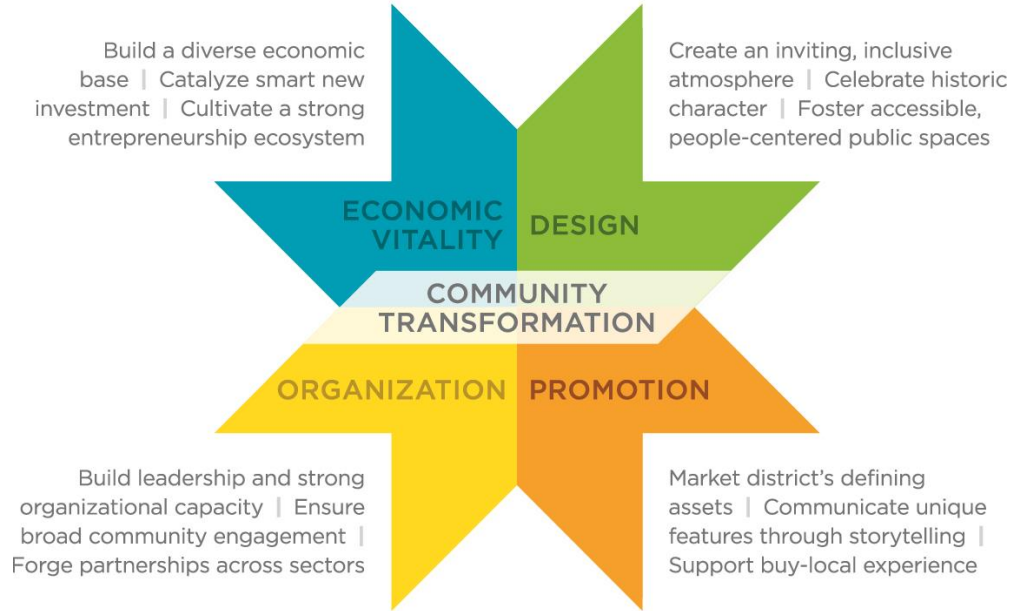 Build a diverse economic
base | Catalyze smart new
investment | Cultivate a strong
entrepreneurship ecosystem
Create an inviting, inclusive
atmosphere | Celebrate historic
character | Foster accessible,
people-centered public spaces
ECONOMIC
VITALITY
DESIGN
COMMUNITY
TRANSFORMATION
ORGANIZATION
PROMOTION
Build leadership and strong
organizational capacity | Ensure
broad community engagement |
Forge partnerships across sectors
Market district’s defining
assets | Communicate unique
features through storytelling |
Support buy-local experience